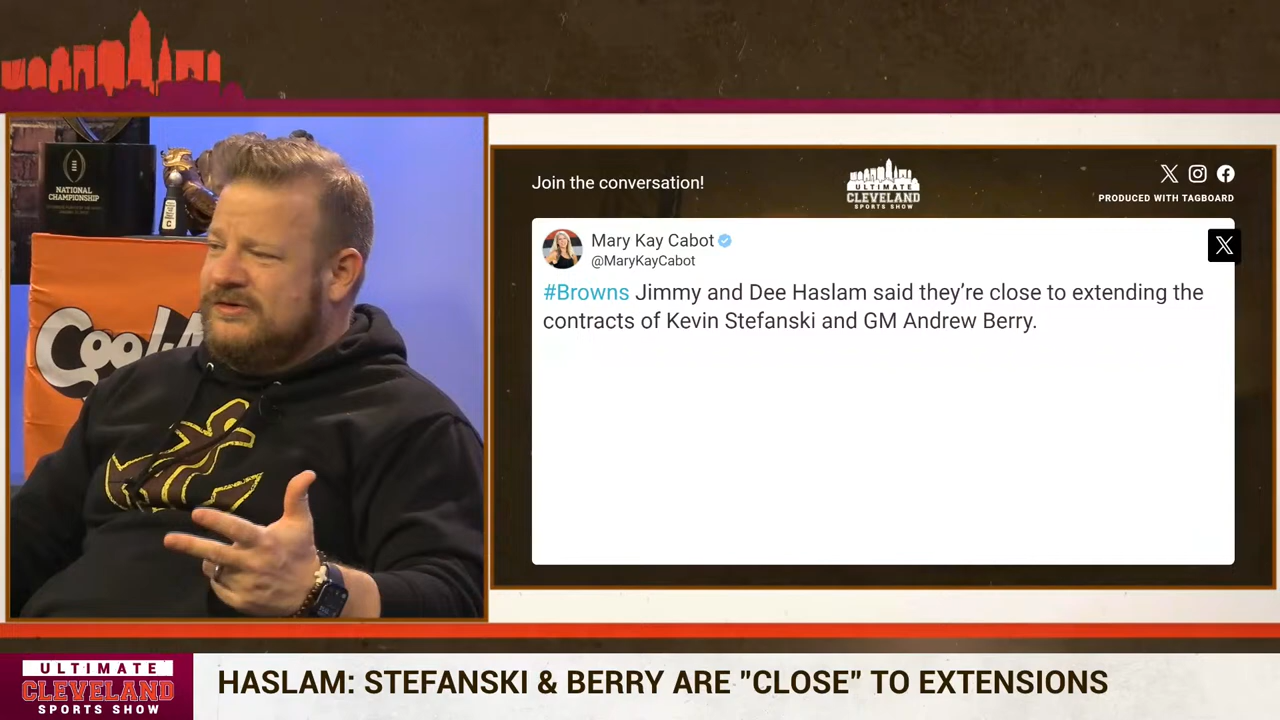 NATIONAL
CHAMPIONSHIP
Cool
Join the conversation!
ULTIMATE
CLEVELAND
SPORTS SHOW
PRODUCED WITH TAGBOARD
Mary Kay Cabot
@MaryKayCabot
#Browns Jimmy and Dee Haslam said they’re close to extending the
contracts of Kevin Stefanski and GM Andrew Berry.
ULTIMATE
CLEVELAND
SPORTS SHOW
HASLAM: STEFANSKI & BERRY ARE "CLOSE" TO EXTENSIONS